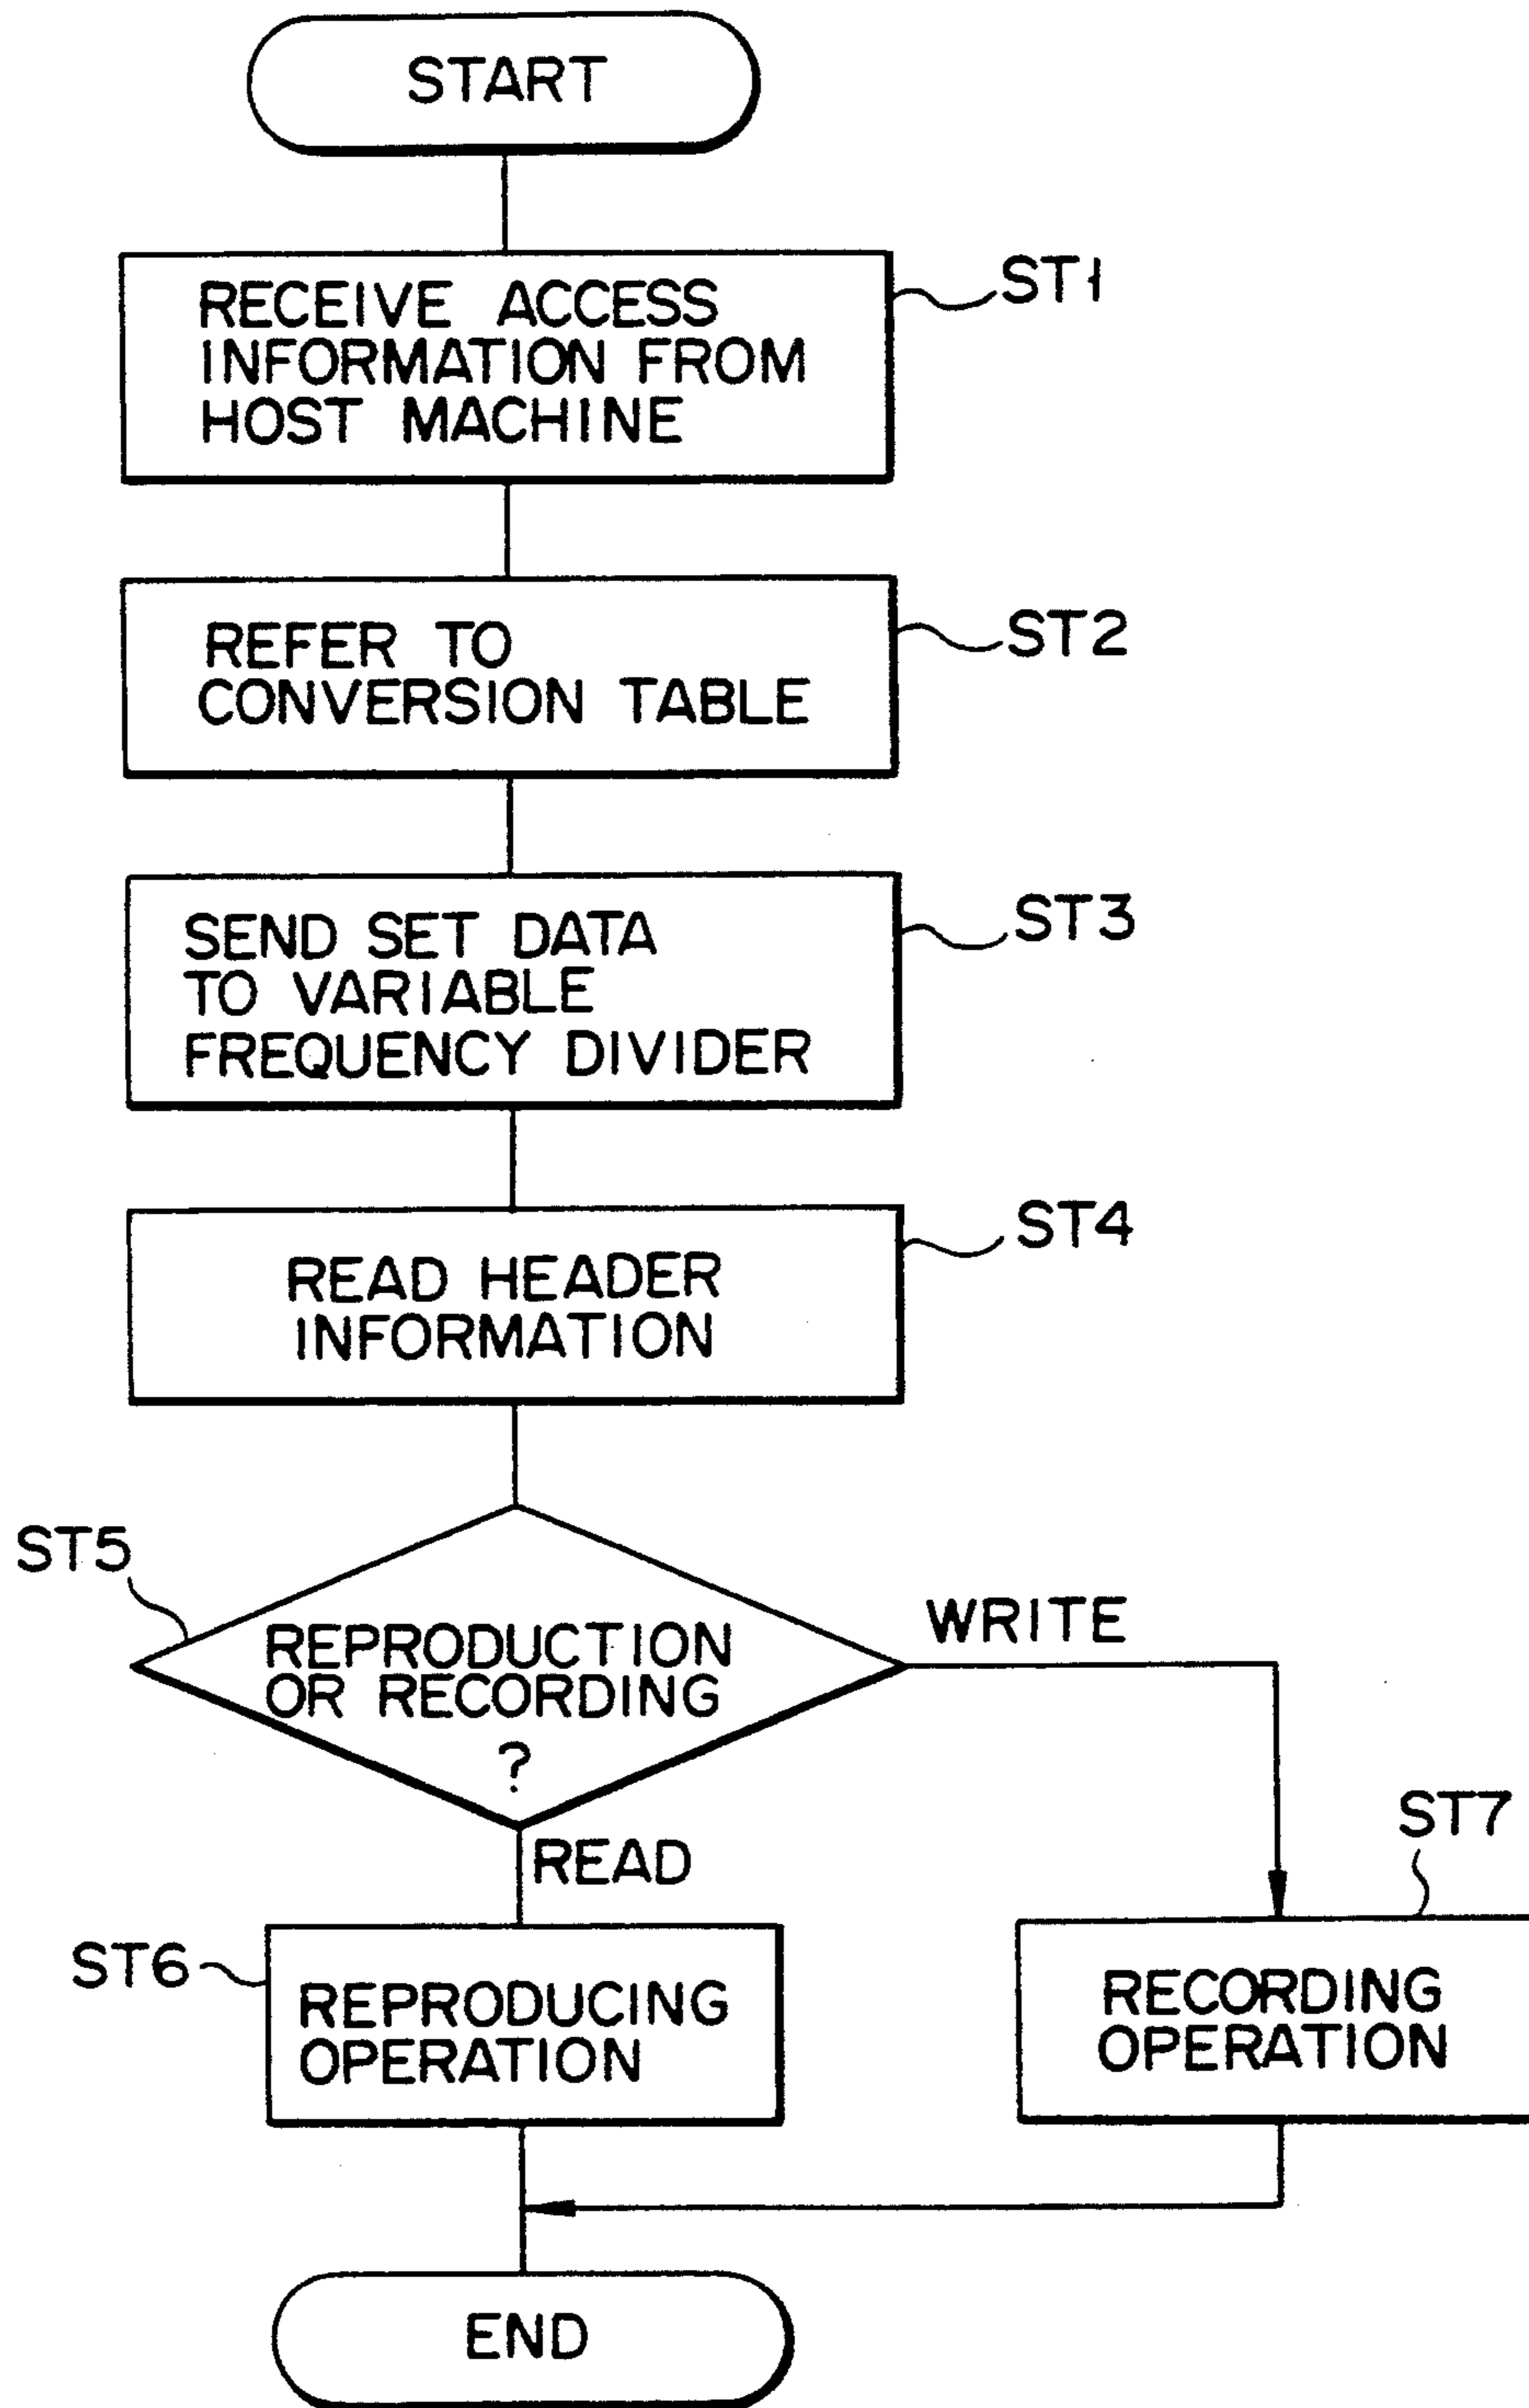 START
RECEIVE ACCESS
INFORMATION FROM
HOST MACHINE
ST1
REFER TO
CONVERSION TABLE
ST2
SEND SET DATA
TO VARIABLE
FREQUENCY DIVIDER
ST3
READ HEADER
INFORMATION
ST4
ST5
REPRODUCTION
OR RECORDING
?
WRITE
READ
ST6
REPRODUCING
OPERATION
ST7
RECORDING
OPERATION
END